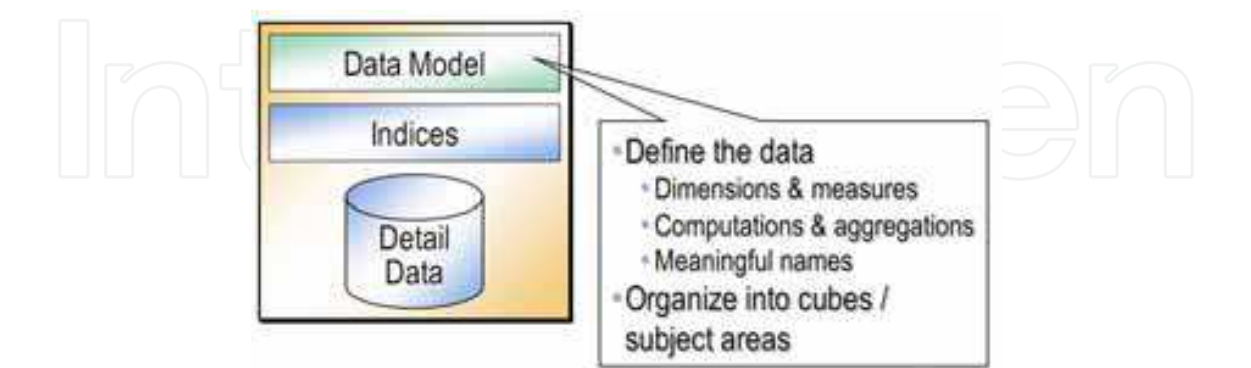 Data Model
Indices
Detail
Data
•Define the data
•Dimensions & measures
•Computations & aggregations
•Meaningful names
•Organize into cubes /
subject areas